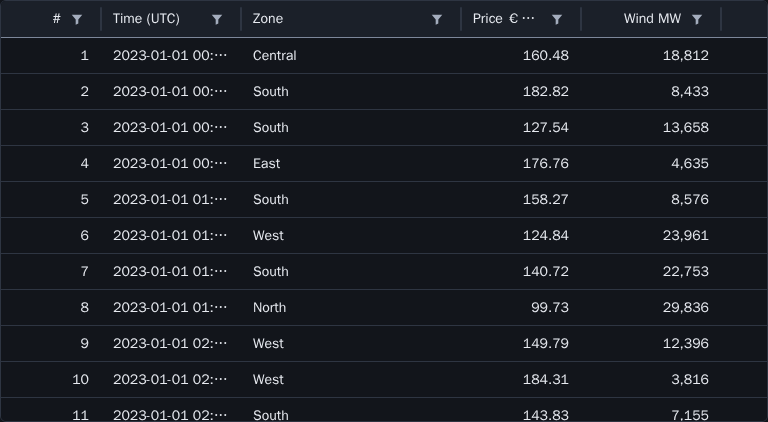 # Time (UTC) Zone Price € ⋯ Wind MW
1 2023-01-01 00:⋯ Central 160.48 18,812
2 2023-01-01 00:⋯ South 182.82 8,433
3 2023-01-01 00:⋯ South 127.54 13,658
4 2023-01-01 00:⋯ East 176.76 4,635
5 2023-01-01 01:⋯ South 158.27 8,576
6 2023-01-01 01:⋯ West 124.84 23,961
7 2023-01-01 01:⋯ South 140.72 22,753
8 2023-01-01 01:⋯ North 99.73 29,836
9 2023-01-01 02:⋯ West 149.79 12,396
10 2023-01-01 02:⋯ West 184.31 3,816
11 2023-01-01 02:⋯ South 143.83 7,155